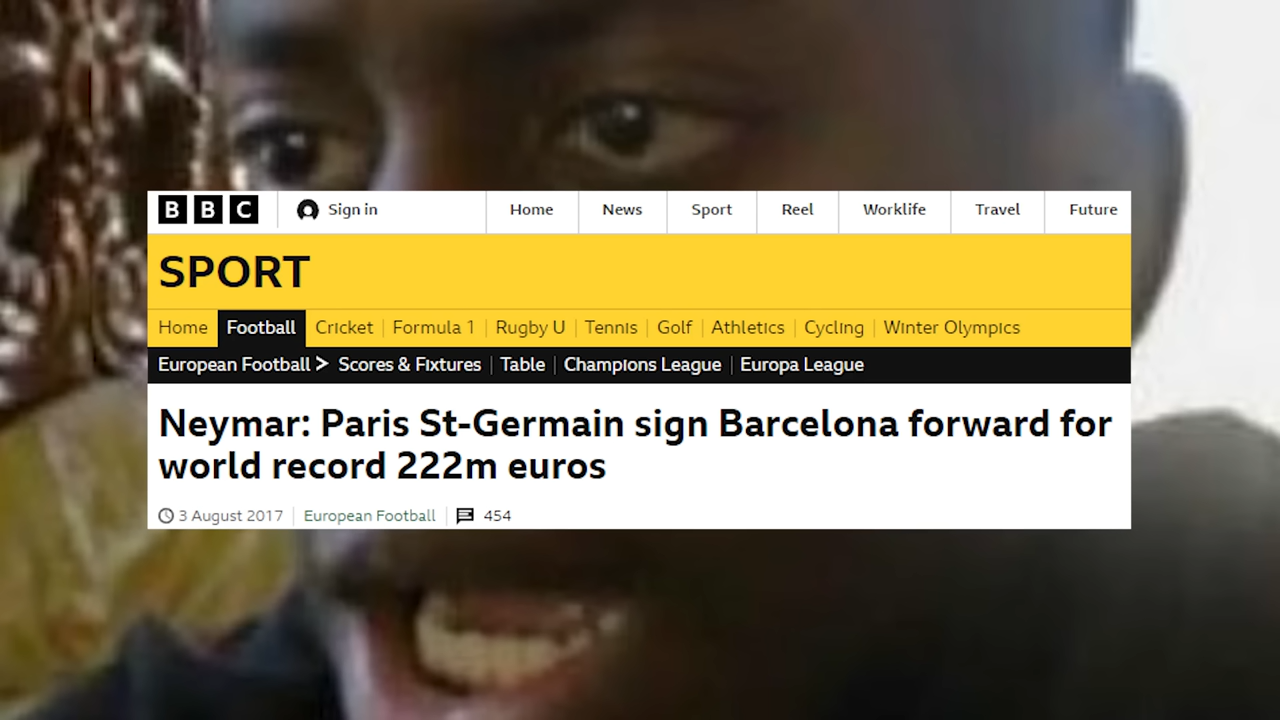 BBC Sign in Home News Sport Reel Worklife Travel Future
SPORT
Home Football Cricket Formula 1 Rugby U Tennis Golf Athletics Cycling Winter Olympics
European Football > Scores & Fixtures Table Champions League Europa League
Neymar: Paris St-Germain sign Barcelona forward for
world record 222m euros
3 August 2017 European Football 454